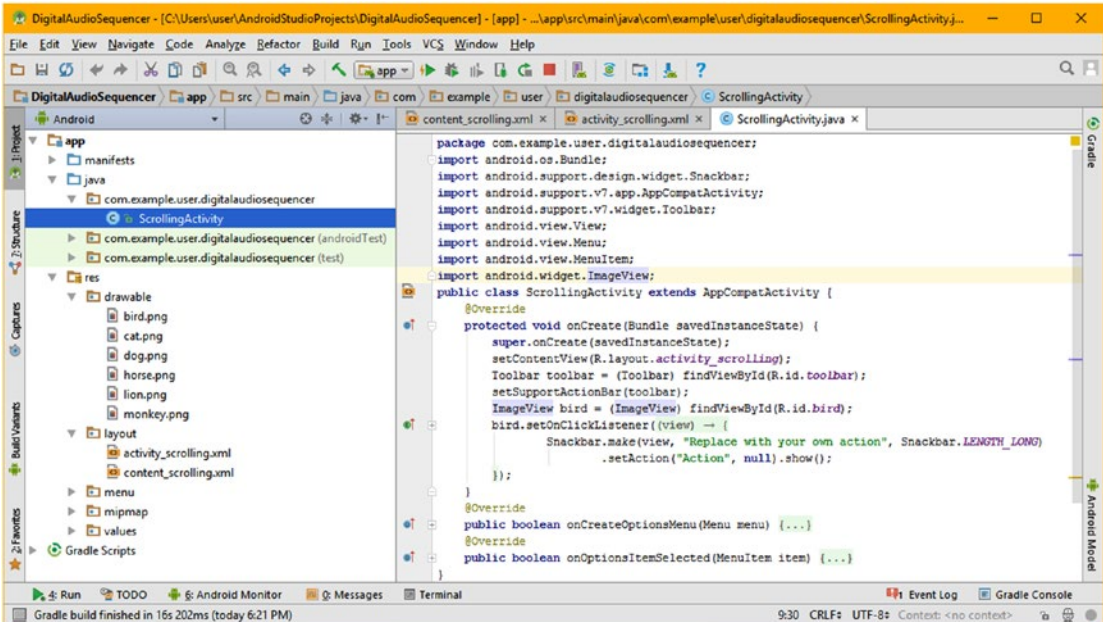 DigitalAudioSequencer - [C:\Users\user\AndroidStudioProjects\DigitalAudioSequencer] - [app] - ...\app\src\main\java\com\example\user\digitalaudiosequencer\ScrollingActivity.j...
File Edit View Navigate Code Analyze Refactor Build Run Tools VCS Window Help
app
DigitalAudioSequencer app src main java com example user digitalaudiosequencer ScrollingActivity
Android
content_scrolling.xml activity_scrolling.xml ScrollingActivity.java
1: Project
7: Structure
Captures
Build Variants
2: Favorites
app
manifests
java
com.example.user.digitalaudiosequencer
ScrollingActivity
com.example.user.digitalaudiosequencer (androidTest)
com.example.user.digitalaudiosequencer (test)
res
drawable
bird.png
cat.png
dog.png
horse.png
lion.png
monkey.png
layout
activity_scrolling.xml
content_scrolling.xml
menu
mipmap
values
Gradle Scripts
package com.example.user.digitalaudiosequencer;
import android.os.Bundle;
import android.support.design.widget.Snackbar;
import android.support.v7.app.AppCompatActivity;
import android.support.v7.widget.Toolbar;
import android.view.View;
import android.view.Menu;
import android.view.MenuItem;
import android.widget.ImageView;
public class ScrollingActivity extends AppCompatActivity {
@Override
protected void onCreate(Bundle savedInstanceState) {
super.onCreate(savedInstanceState);
setContentView(R.layout.activity_scrolling);
Toolbar toolbar = (Toolbar) findViewById(R.id.toolbar);
setSupportActionBar(toolbar);
ImageView bird = (ImageView) findViewById(R.id.bird);
bird.setOnClickListener((view) → {
Snackbar.make(view, "Replace with your own action", Snackbar.LENGTH_LONG)
.setAction("Action", null).show();
});
}
@Override
public boolean onCreateOptionsMenu(Menu menu) {...}
@Override
public boolean onOptionsItemSelected(MenuItem item) {...}
}
Gradle
Android Model
4: Run TODO 6: Android Monitor 0: Messages Terminal 1 Event Log Gradle Console
Gradle build finished in 16s 202ms (today 6:21 PM) 9:30 CRLF UTF-8 Context: <no context>